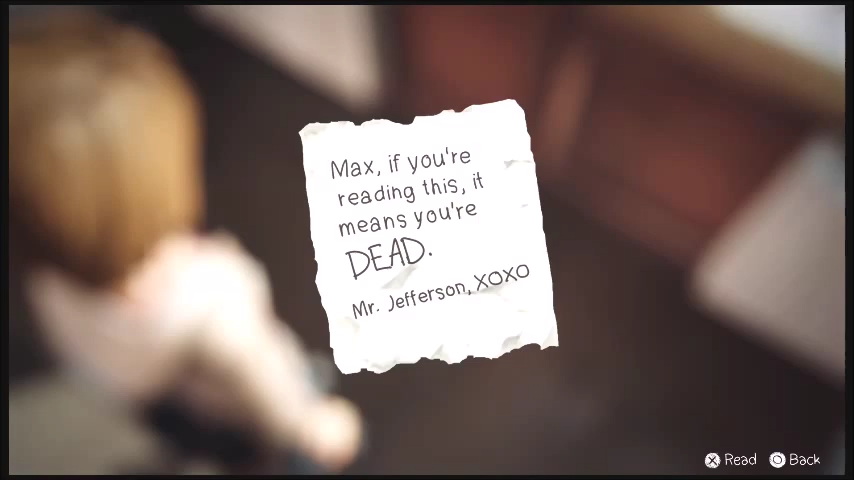 Max, if you're
reading this, it
means you're
DEAD.
Mr. Jefferson, XOXO
Read
Back